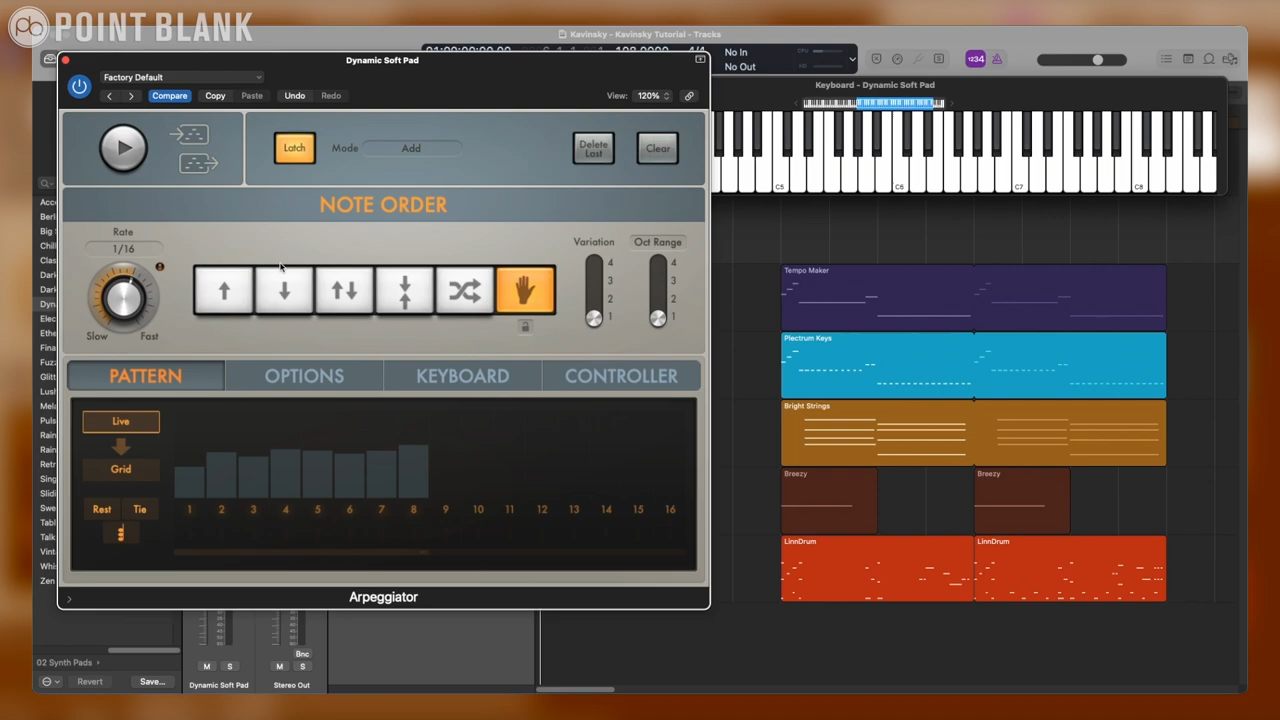 pb POINT BLANK
Kavinsky - Kavinsky Tutorial - Tracks
Dynamic Soft Pad
No In
No Out
CPU
HD
1234
Factory Default
Compare
Copy
Paste
Undo
Redo
View: 120%
Keyboard - Dynamic Soft Pad
C5
C6
C7
C8
Latch
Mode
Add
Delete
Last
Clear
NOTE ORDER
Rate
1/16
Slow
Fast
Variation
4
3
2
1
Oct Range
4
3
2
1
PATTERN
OPTIONS
KEYBOARD
CONTROLLER
Live
Grid
Rest
Tie
1 2 3 4 5 6 7 8 9 10 11 12 13 14 15 16
Arpeggiator
Tempo Maker
Plectrum Keys
Bright Strings
Breezy
Breezy
LinnDrum
LinnDrum
Bnc
M S
M S
Dynamic Soft Pad
Stereo Out
02 Synth Pads
Revert
Save...